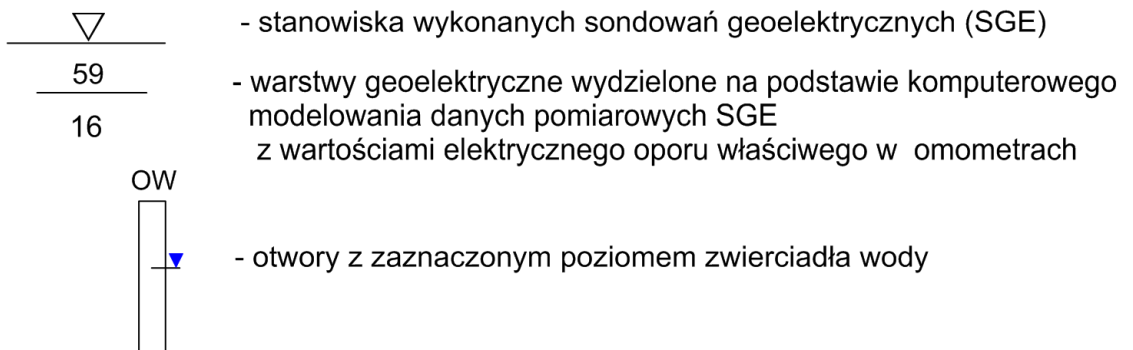 - stanowiska wykonanych sondowań geoelektrycznych (SGE)
59
16
- warstwy geoelektryczne wydzielone na podstawie komputerowego
modelowania danych pomiarowych SGE
z wartościami elektrycznego oporu właściwego w omometrach
OW
- otwory z zaznaczonym poziomem zwierciadła wody